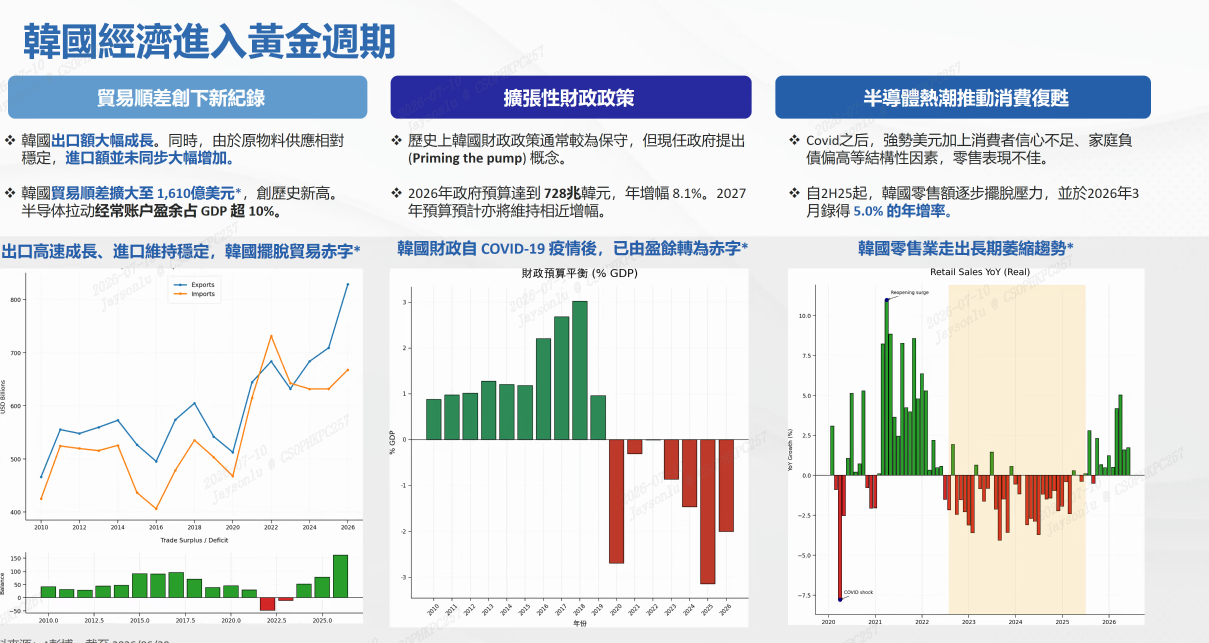 韓國經濟進入黃金週期
貿易順差創下新紀錄
❖ 韓國出口額大幅成長。同時，由於原物料供應相對
穩定，進口額並未同步大幅增加。
❖ 韓國貿易順差擴大至 1,610億美元*，創歷史新高。
半导体拉动经常账户盈余占 GDP 超 10%。
擴張性財政政策
❖ 歷史上韓國財政政策通常較為保守，但現任政府提出
(Priming the pump) 概念。
❖ 2026年政府預算達到 728兆韓元，年增幅 8.1%。2027
年預算預計亦將維持相近增幅。
半導體熱潮推動消費復甦
❖ Covid之后，強勢美元加上消費者信心不足、家庭負
債偏高等結構性因素，零售表現不佳。
❖ 自2H25起，韓國零售額逐步擺脫壓力，並於2026年3
月錄得 5.0% 的年增率。
出口高速成長、進口維持穩定，韓國擺脫貿易赤字*
Exports
Imports
USD Billions
800
700
600
500
400
2010 2012 2014 2016 2018 2020 2022 2024 2026
Trade Surplus / Deficit
Balance
150
100
50
0
−50
2010.0 2012.5 2015.0 2017.5 2020.0 2022.5 2025.0
韓國財政自 COVID-19 疫情後，已由盈餘轉為赤字*
財政預算平衡 (% GDP)
% GDP
3
2
1
0
-1
-2
-3
2010 2011 2012 2013 2014 2015 2016 2017 2018 2019 2020 2021 2022 2023 2024 2025 2026
年份
韓國零售業走出長期萎縮趨勢*
Retail Sales YoY (Real)
Reopening surge
YoY Growth (%)
10.0
7.5
5.0
2.5
0.0
−2.5
−5.0
−7.5
COVID shock
2020 2021 2022 2023 2024 2025 2026
2026-07-10
Jaysonlu @ CSOPHKPC257